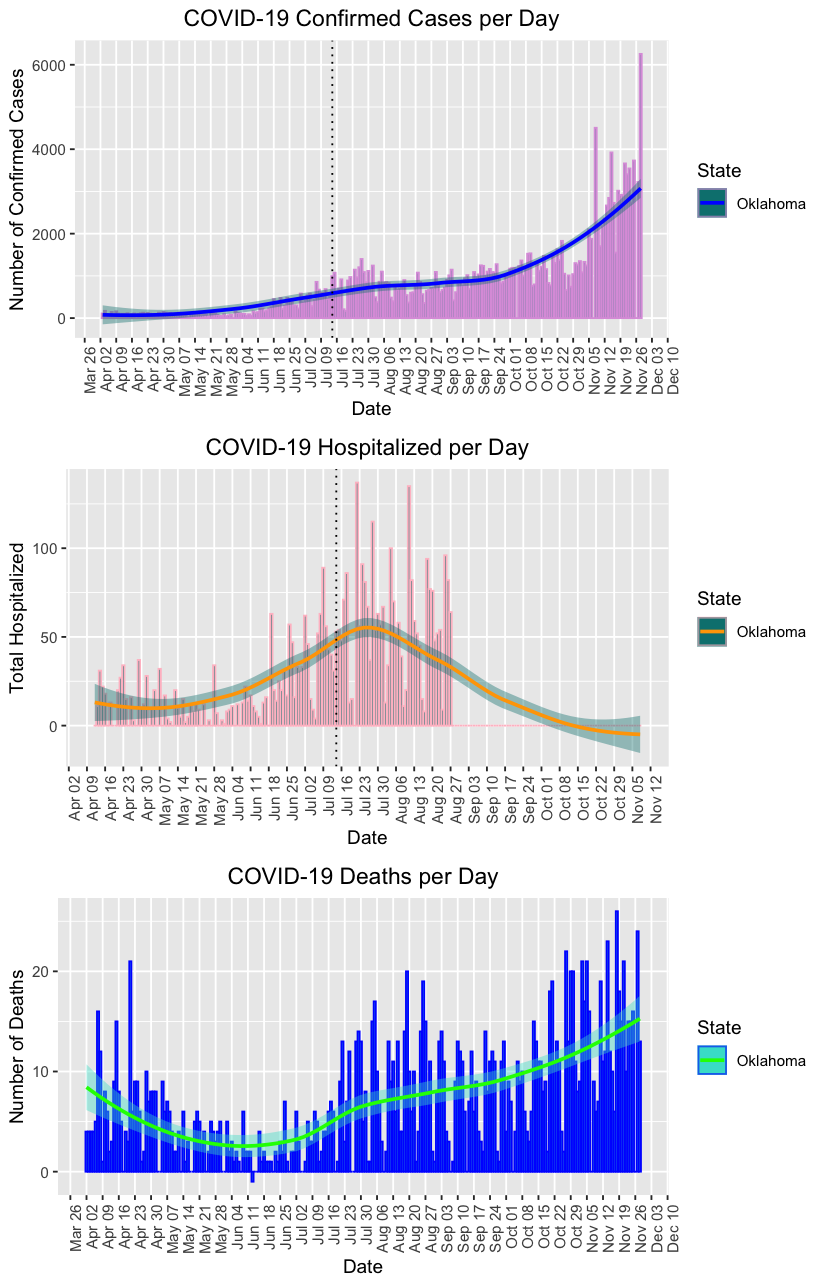 COVID-19 Confirmed Cases per Day
Number of Confirmed Cases
6000
4000
2000
0
Mar 26
Apr 02
Apr 09
Apr 16
Apr 23
Apr 30
May 07
May 14
May 21
May 28
Jun 04
Jun 11
Jun 18
Jun 25
Jul 02
Jul 09
Jul 16
Jul 23
Jul 30
Aug 06
Aug 13
Aug 20
Aug 27
Sep 03
Sep 10
Sep 17
Sep 24
Oct 01
Oct 08
Oct 15
Oct 22
Oct 29
Nov 05
Nov 12
Nov 19
Nov 26
Dec 03
Dec 10
Date
State
Oklahoma
COVID-19 Hospitalized per Day
Total Hospitalized
100
50
0
Apr 02
Apr 09
Apr 16
Apr 23
Apr 30
May 07
May 14
May 21
May 28
Jun 04
Jun 11
Jun 18
Jun 25
Jul 02
Jul 09
Jul 16
Jul 23
Jul 30
Aug 06
Aug 13
Aug 20
Aug 27
Sep 03
Sep 10
Sep 17
Sep 24
Oct 01
Oct 08
Oct 15
Oct 22
Oct 29
Nov 05
Nov 12
Date
State
Oklahoma
COVID-19 Deaths per Day
Number of Deaths
20
10
0
Mar 26
Apr 02
Apr 09
Apr 16
Apr 23
Apr 30
May 07
May 14
May 21
May 28
Jun 04
Jun 11
Jun 18
Jun 25
Jul 02
Jul 09
Jul 16
Jul 23
Jul 30
Aug 06
Aug 13
Aug 20
Aug 27
Sep 03
Sep 10
Sep 17
Sep 24
Oct 01
Oct 08
Oct 15
Oct 22
Oct 29
Nov 05
Nov 12
Nov 19
Nov 26
Dec 03
Dec 10
Date
State
Oklahoma